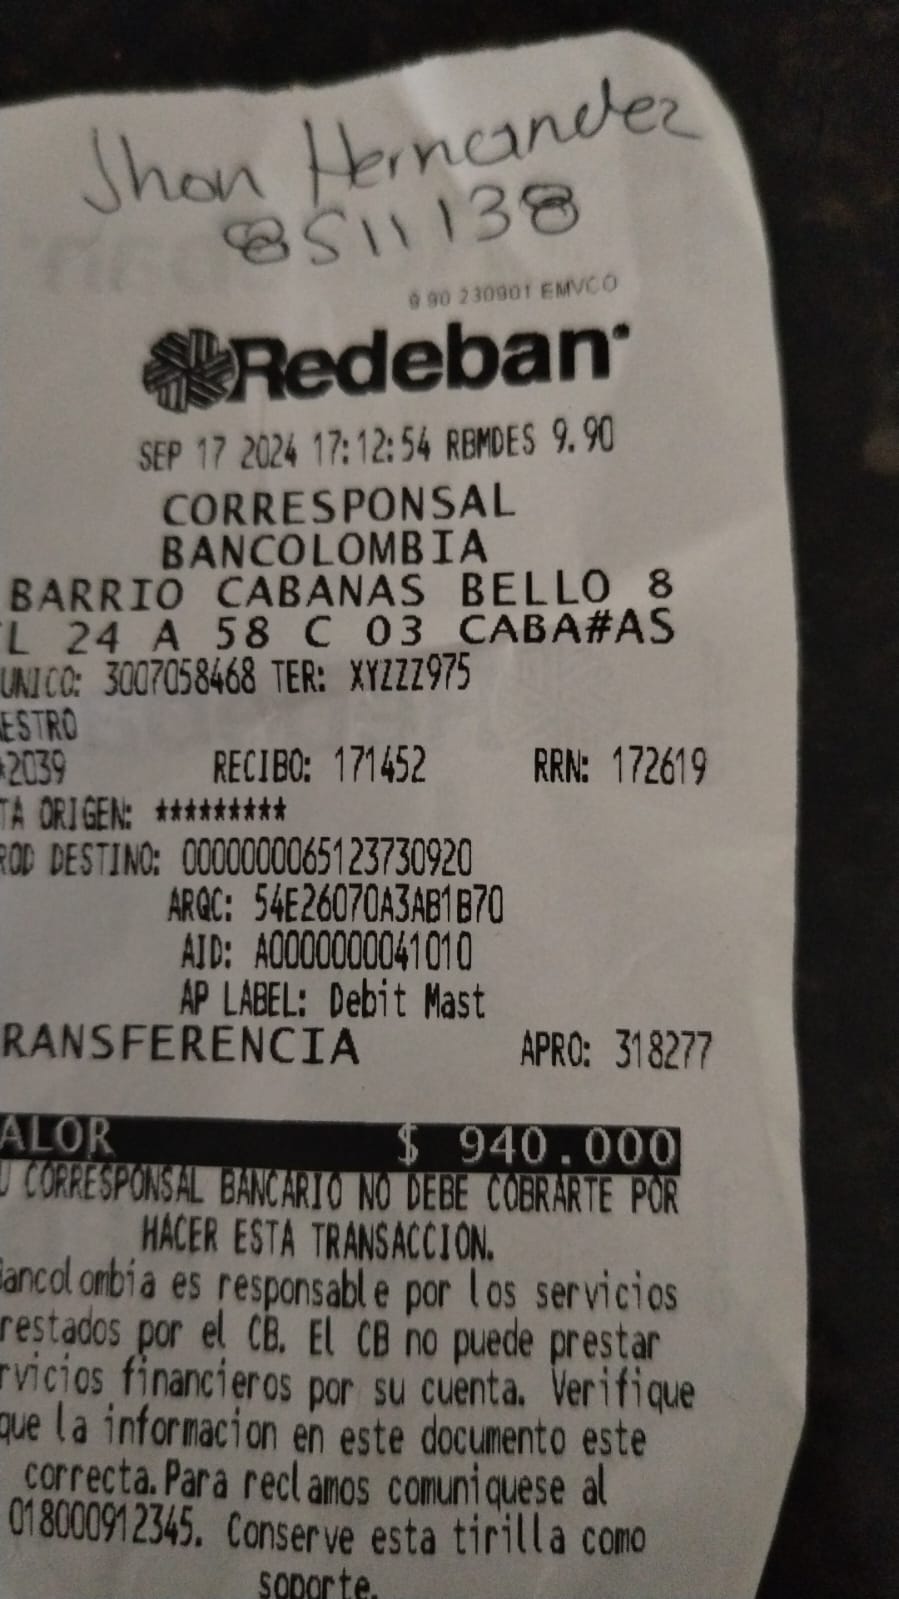 Jhon Hernandez
8511138
9 90 230901 EMVCO
Redeban
SEP 17 2024 17:12:54 RBMDES 9.90
CORRESPONSAL
BANCOLOMBIA
BARRIO CABANAS BELLO 8
L 24 A 58 C 03 CABA#AS
UNICO: 3007058468 TER: XYZZZ975
ESTRO
*2039 RECIBO: 171452 RRN: 172619
TA ORIGEN: *********
ROD DESTINO: 0000000065123730920
ARQC: 54E26070A3AB1B70
AID: A0000000041010
AP LABEL: Debit Mast
RANSFERENCIA APRO: 318277
ALOR $ 940.000
U CORRESPONSAL BANCARIO NO DEBE COBRARTE POR
HACER ESTA TRANSACCION.
Bancolombia es responsable por los servicios
restados por el CB. El CB no puede prestar
rvicios financieros por su cuenta. Verifique
que la informacion en este documento este
correcta.Para reclamos comuniquese al
018000912345. Conserve esta tirilla como
soporte.